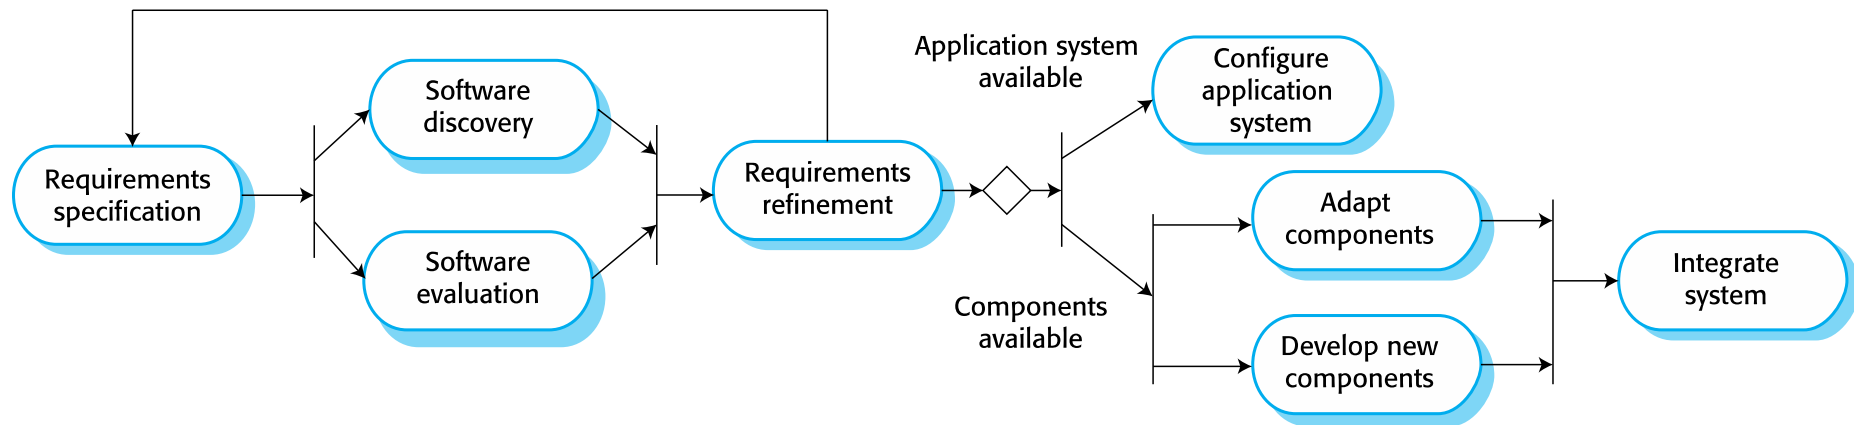 Requirements
specification
Software
discovery
Software
evaluation
Requirements
refinement
Application system
available
Components
available
Configure
application
system
Adapt
components
Develop new
components
Integrate
system